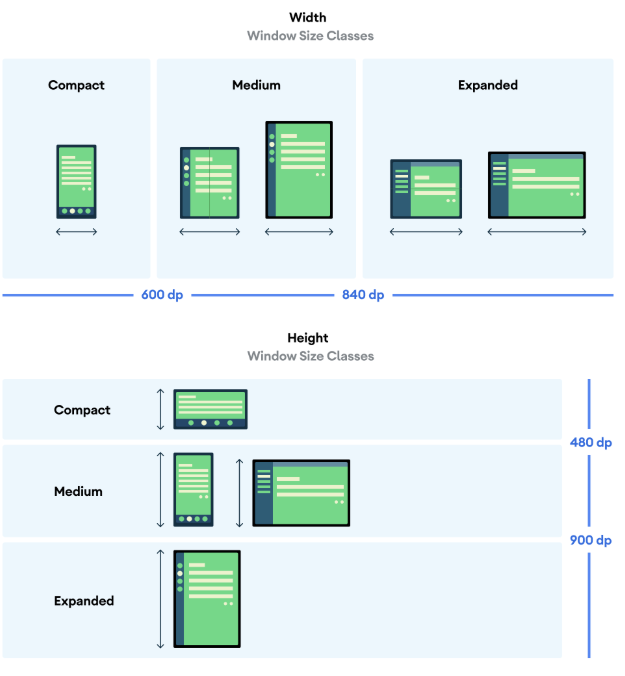 Width
Window Size Classes
Compact
Medium
Expanded
600 dp
840 dp
Height
Window Size Classes
Compact
480 dp
Medium
900 dp
Expanded